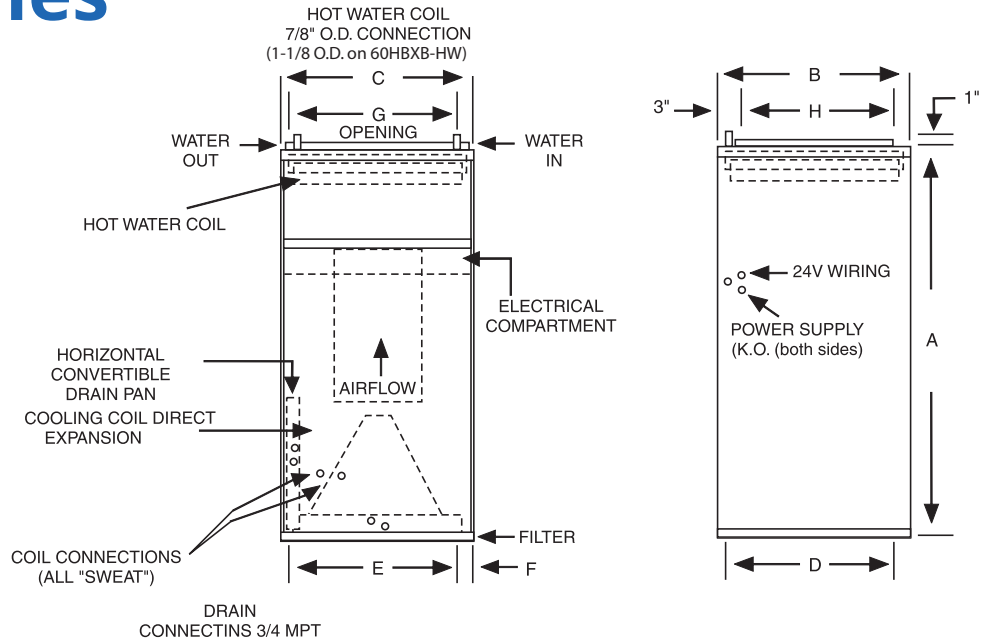 HOT WATER COIL
7/8" O.D. CONNECTION
(1-1/8 O.D. on 60HBXB-HW)
C
G
OPENING
WATER
OUT
WATER
IN
HOT WATER COIL
ELECTRICAL
COMPARTMENT
HORIZONTAL
CONVERTIBLE
DRAIN PAN
AIRFLOW
COOLING COIL DIRECT
EXPANSION
COIL CONNECTIONS
(ALL "SWEAT")
FILTER
E
F
DRAIN
CONNECTINS 3/4 MPT
B
3"
H
1"
24V WIRING
POWER SUPPLY
(K.O. (both sides)
A
D